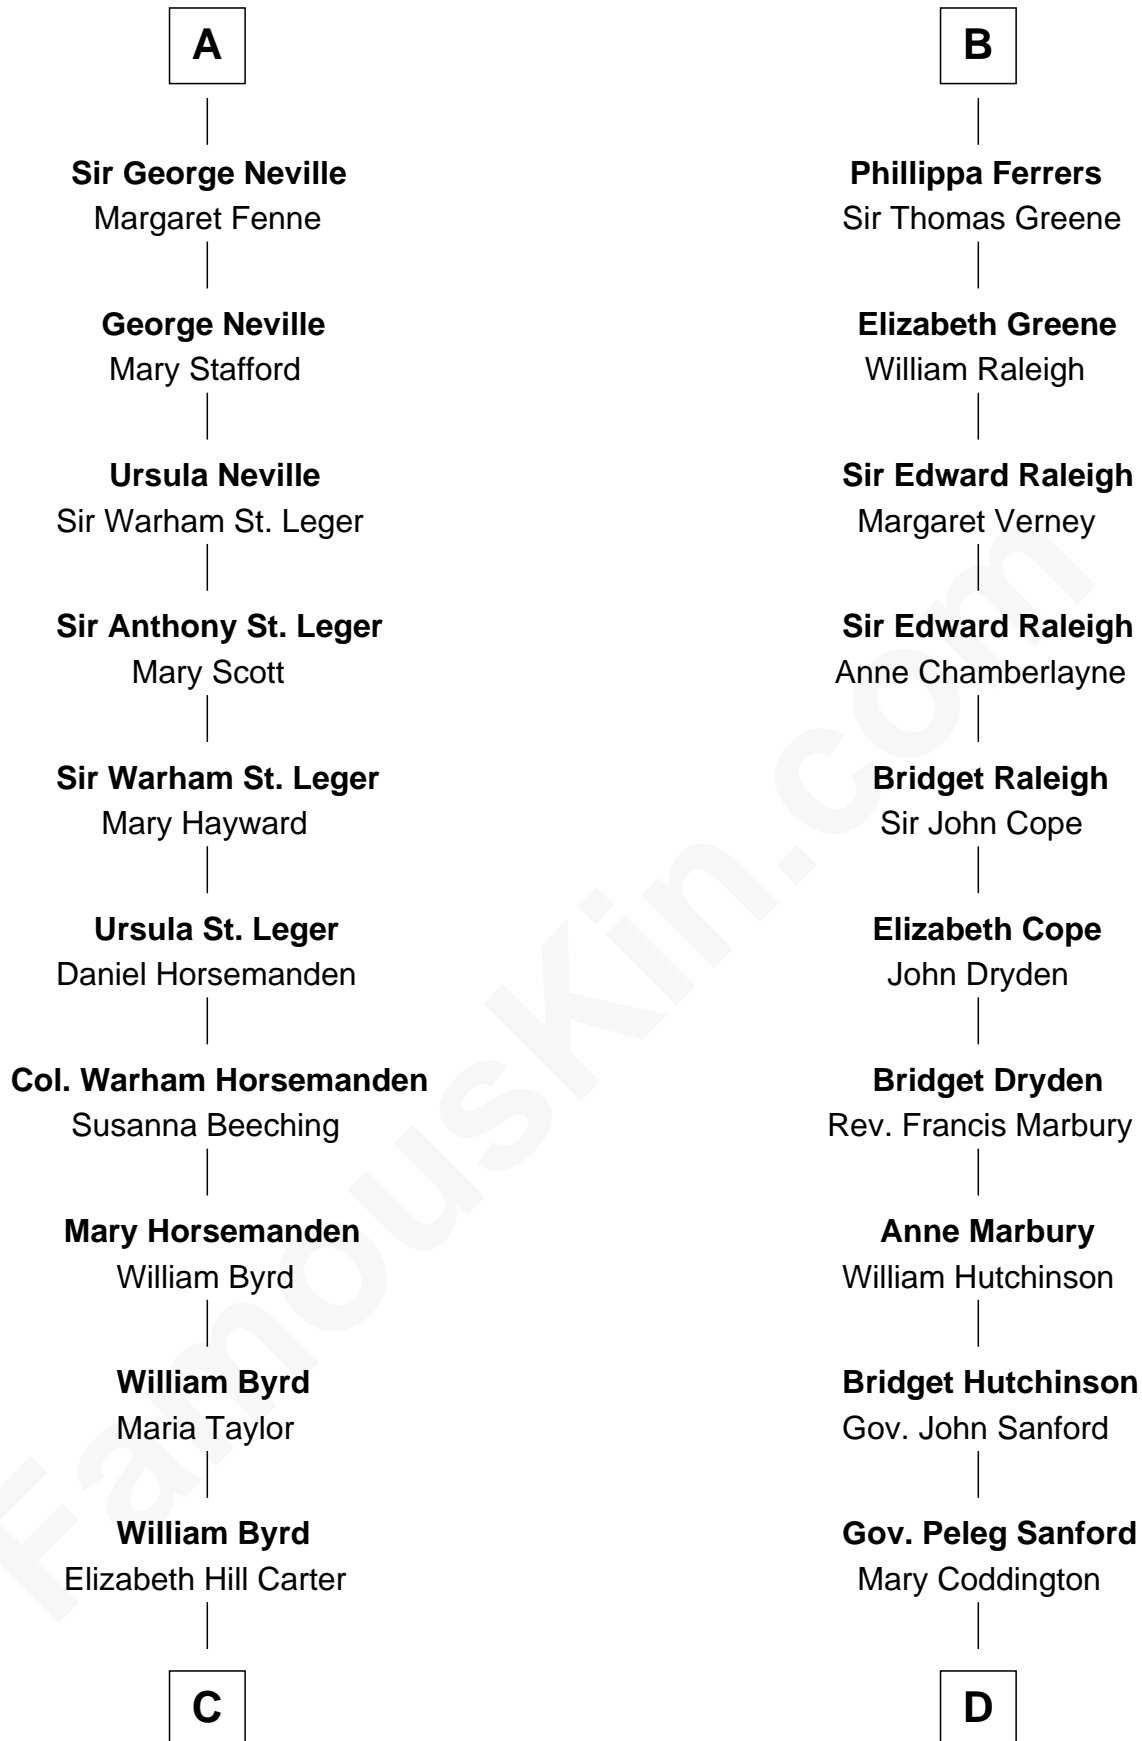 A
Sir George Neville
Margaret Fenne
George Neville
Mary Stafford
Ursula Neville
Sir Warham St. Leger
Sir Anthony St. Leger
Mary Scott
Sir Warham St. Leger
Mary Hayward
Ursula St. Leger
Daniel Horsemanden
Col. Warham Horsemanden
Susanna Beeching
Mary Horsemanden
William Byrd
William Byrd
Maria Taylor
William Byrd
Elizabeth Hill Carter
C
B
Phillippa Ferrers
Sir Thomas Greene
Elizabeth Greene
William Raleigh
Sir Edward Raleigh
Margaret Verney
Sir Edward Raleigh
Anne Chamberlayne
Bridget Raleigh
Sir John Cope
Elizabeth Cope
John Dryden
Bridget Dryden
Rev. Francis Marbury
Anne Marbury
William Hutchinson
Bridget Hutchinson
Gov. John Sanford
Gov. Peleg Sanford
Mary Coddington
D
FamousKin.com